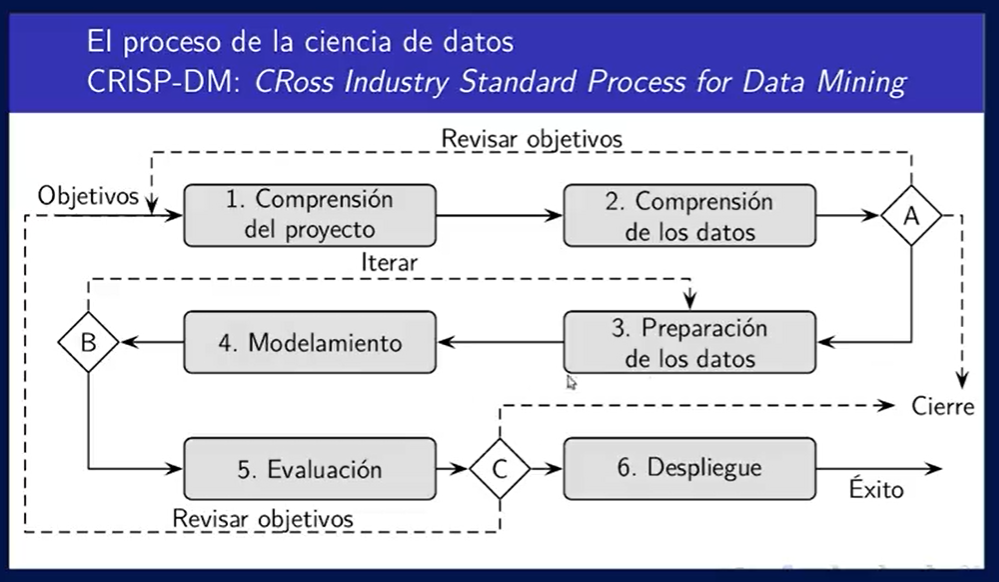 El proceso de la ciencia de datos
CRISP-DM: CRoss Industry Standard Process for Data Mining
Revisar objetivos
Objetivos
1. Comprensión
del proyecto
2. Comprensión
de los datos
A
Iterar
B
4. Modelamiento
3. Preparación
de los datos
Cierre
5. Evaluación
C
6. Despliegue
Éxito
Revisar objetivos